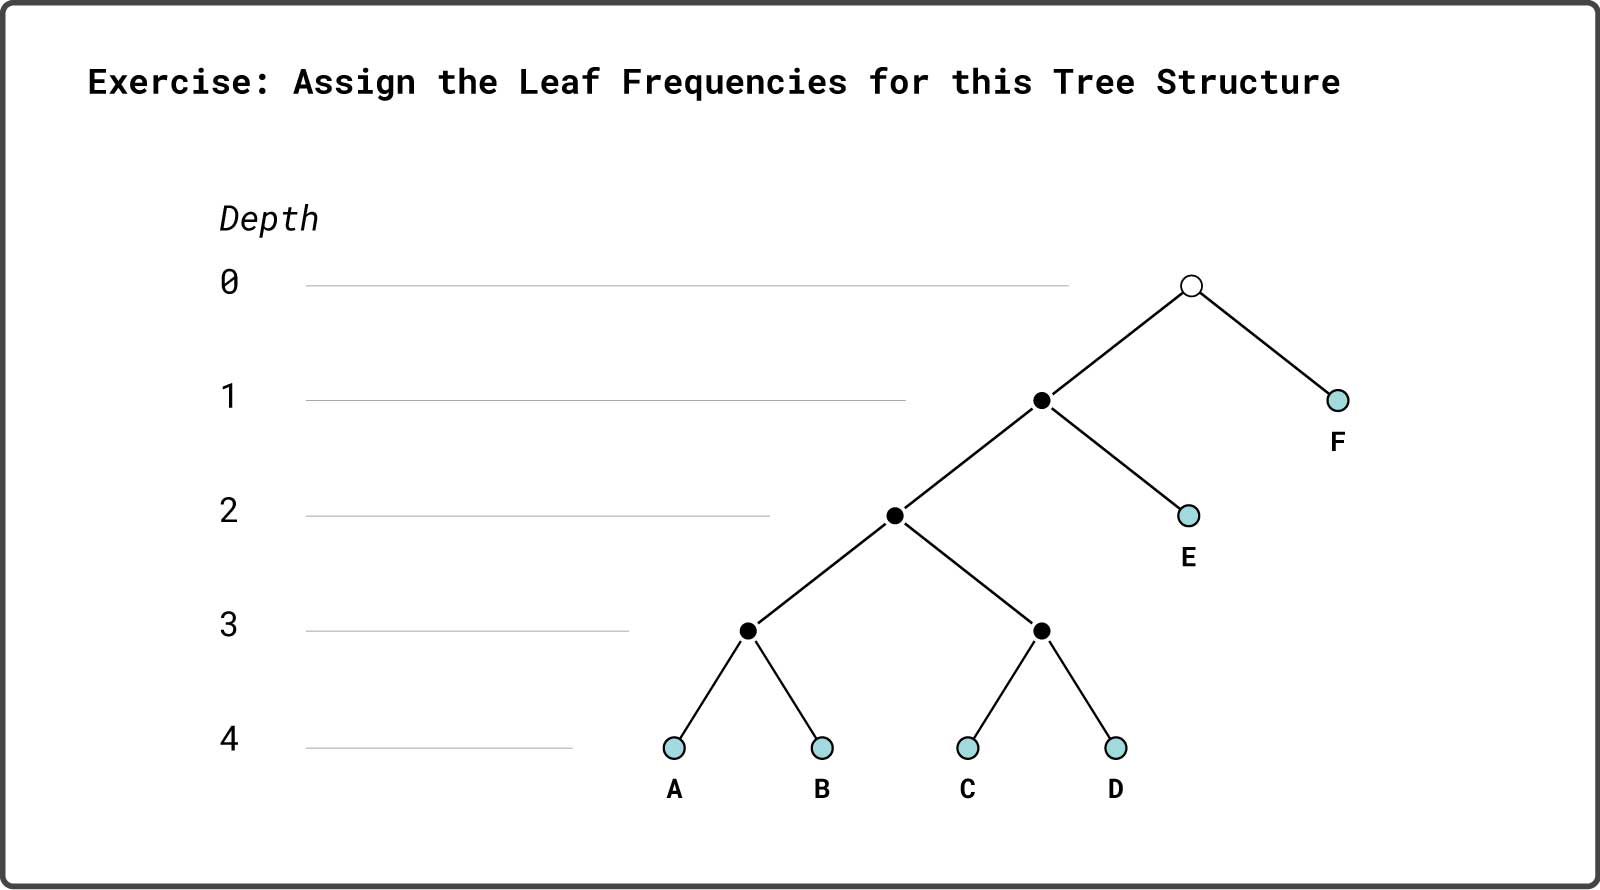 Exercise: Assign the Leaf Frequencies for this Tree Structure
Depth
0
1
F
2
E
3
4
A B C D